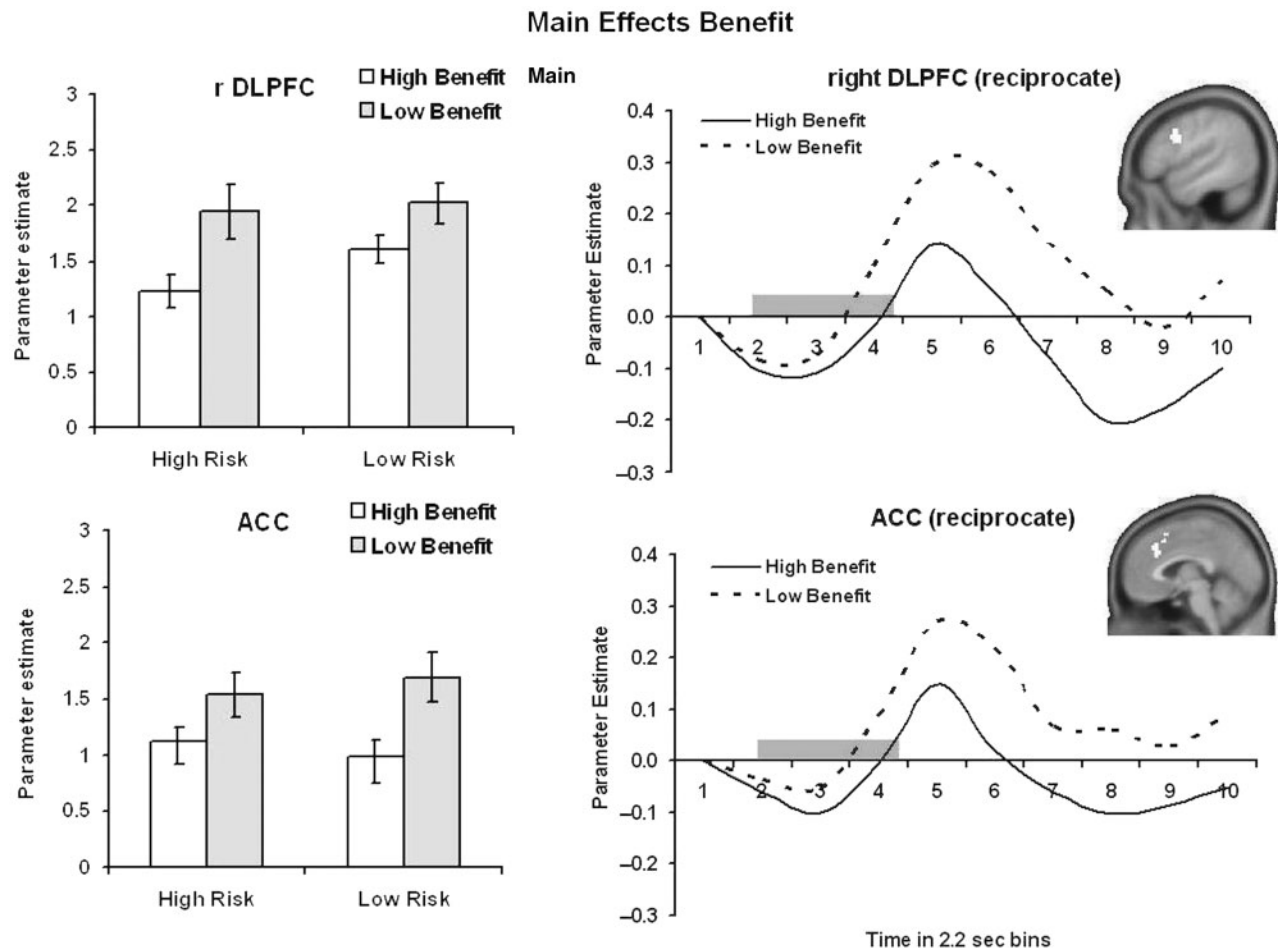 Main Effects Benefit
r DLPFC
High Benefit
Low Benefit
Main
Parameter estimate
3
2.5
2
1.5
1
0.5
0
High Risk
Low Risk
right DLPFC (reciprocate)
High Benefit
Low Benefit
Parameter Estimate
0.4
0.3
0.2
0.1
0.0
–0.1
–0.2
–0.3
1 2 3 4 5 6 7 8 9 10
ACC
High Benefit
Low Benefit
Parameter estimate
3
2.5
2
1.5
1
0.5
0
High Risk
Low Risk
ACC (reciprocate)
High Benefit
Low Benefit
Parameter Estimate
0.4
0.3
0.2
0.1
0.0
–0.1
–0.2
–0.3
1 2 3 4 5 6 7 8 9 10
Time in 2.2 sec bins